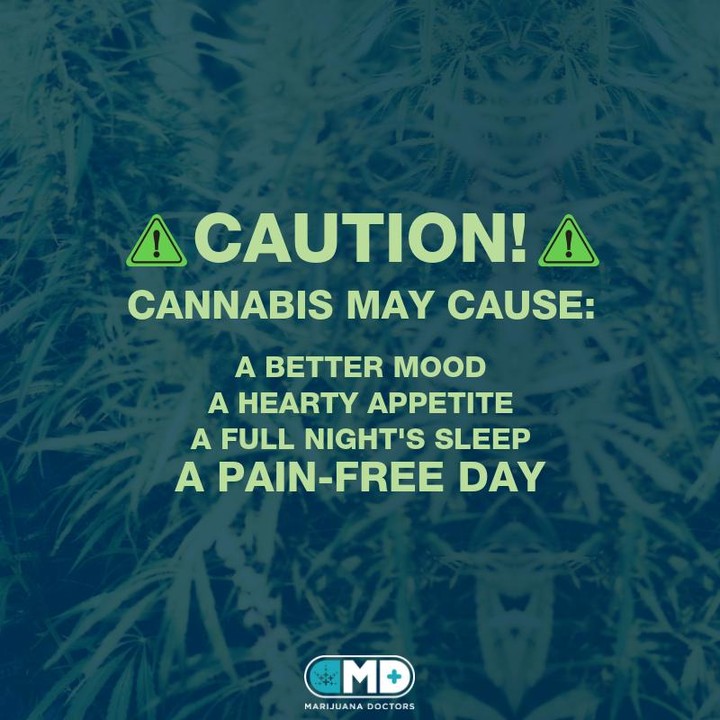 CAUTION!
CANNABIS MAY CAUSE:
A BETTER MOOD
A HEARTY APPETITE
A FULL NIGHT'S SLEEP
A PAIN-FREE DAY
MD
MARIJUANA DOCTORS